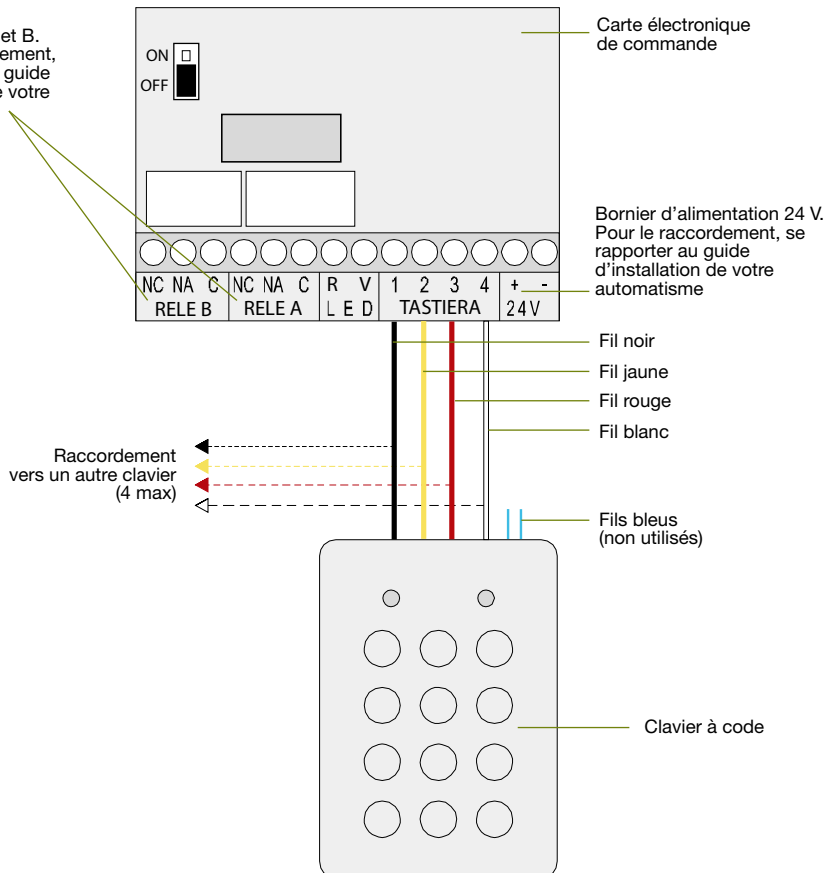 et B.
ement,
guide
votre
ON
OFF
Carte électronique
de commande
Bornier d'alimentation 24 V.
Pour le raccordement, se
rapporter au guide
d'installation de votre
automatisme
NC NA C NC NA C R V 1 2 3 4 + -
RELE B RELE A LED TASTIERA 24V
Fil noir
Fil jaune
Fil rouge
Fil blanc
Raccordement
vers un autre clavier
(4 max)
Fils bleus
(non utilisés)
Clavier à code